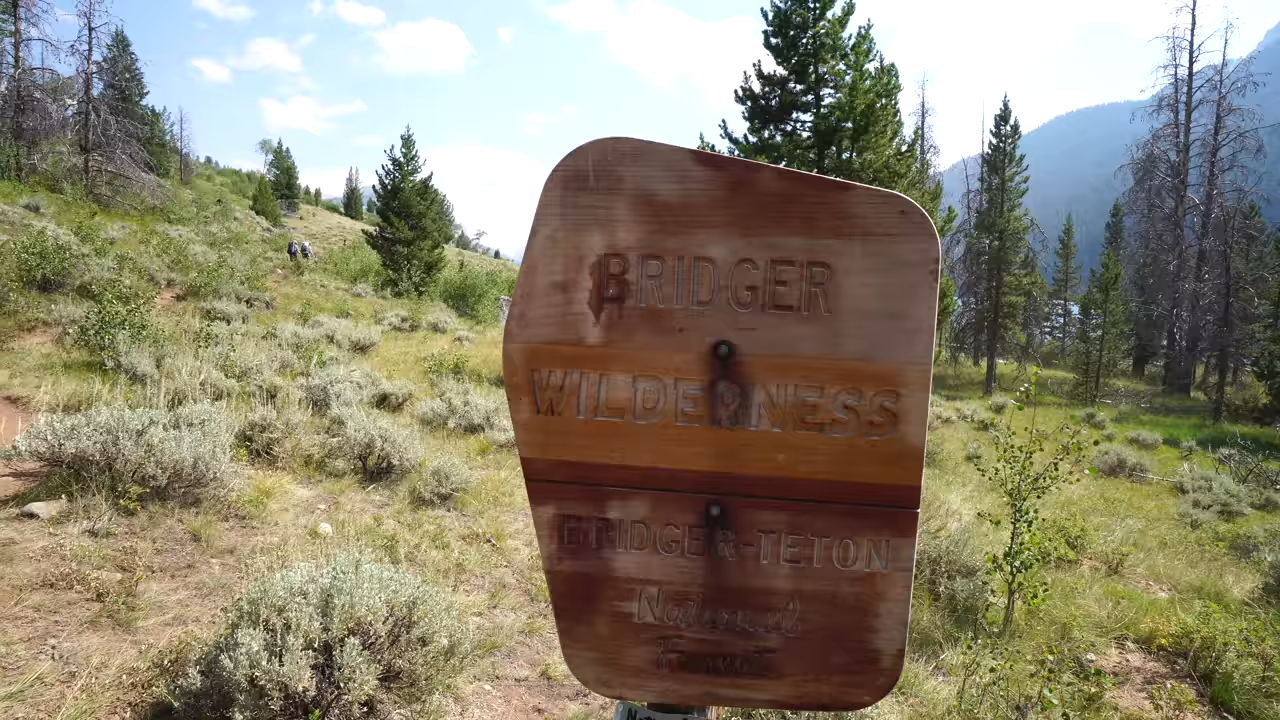 BRIDGER
WILDERNESS
BRIDGER-TETON
National
Forest